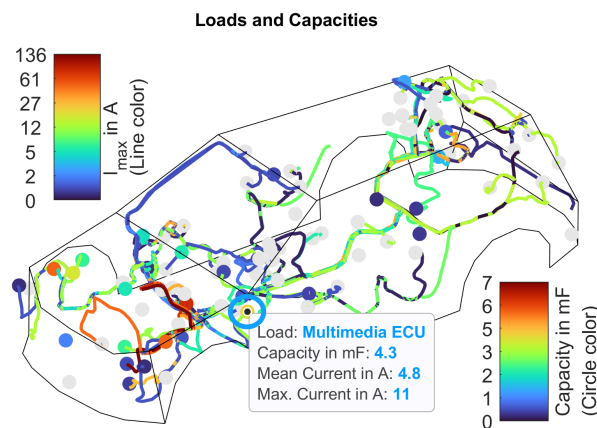 Loads and Capacities
136
61
27
12
5
2
0
I max in A
(Line color)
Load: Multimedia ECU
Capacity in mF: 4.3
Mean Current in A: 4.8
Max. Current in A: 11
7
6
5
4
3
2
1
0
Capacity in mF
(Circle color)